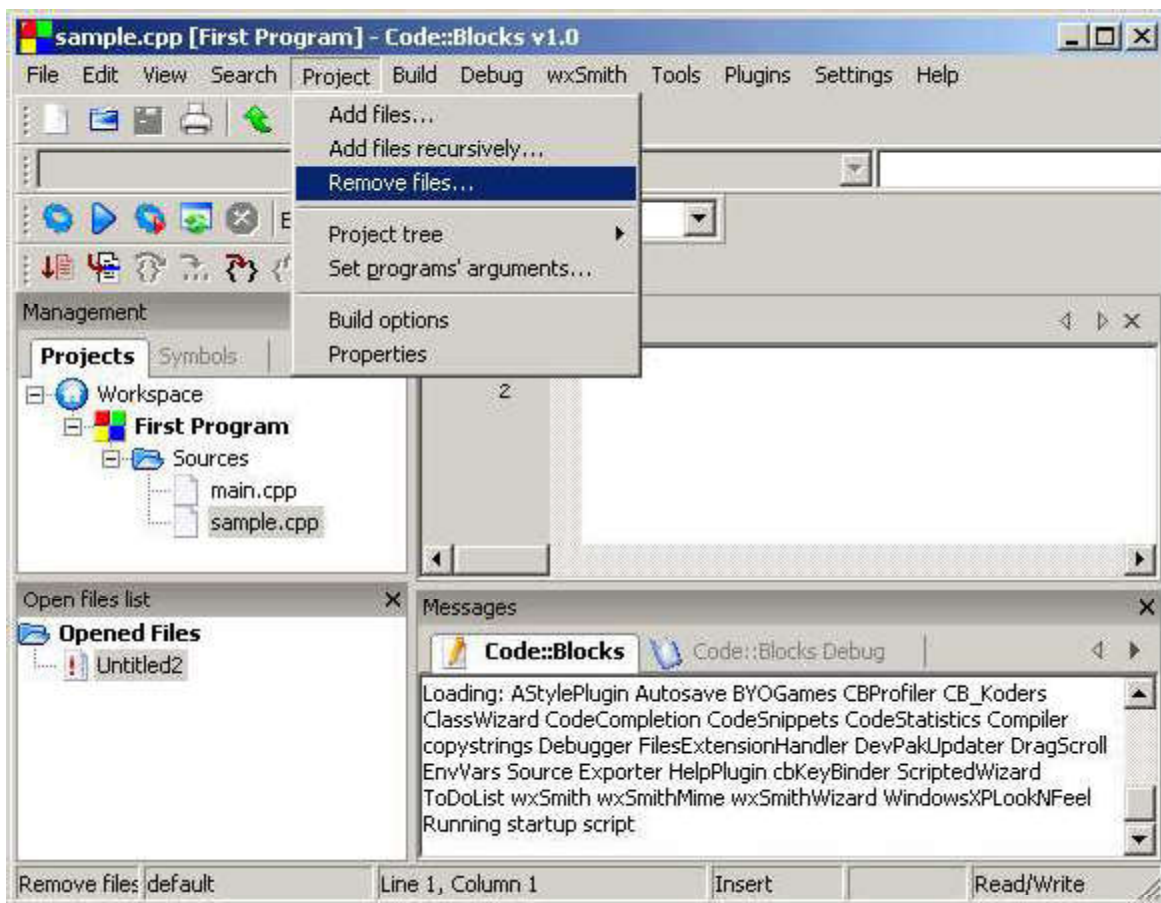 sample.cpp [First Program] - Code::Blocks v1.0
File Edit View Search Project Build Debug wxSmith Tools Plugins Settings Help
Add files...
Add files recursively...
Remove files...
Project tree
Set programs' arguments...
Build options
Properties
E
Management
Projects Symbols
Workspace
First Program
Sources
main.cpp
sample.cpp
2
Open files list
Opened Files
Untitled2
Messages
Code::Blocks Code::Blocks Debug
Loading: AStylePlugin Autosave BYOGames CBProfiler CB_Koders
ClassWizard CodeCompletion CodeSnippets CodeStatistics Compiler
copystrings Debugger FilesExtensionHandler DevPakUpdater DragScroll
EnvVars Source Exporter HelpPlugin cbKeyBinder ScriptedWizard
ToDoList wxSmith wxSmithMime wxSmithWizard WindowsXPLookNFeel
Running startup script
Remove files default Line 1, Column 1 Insert Read/Write